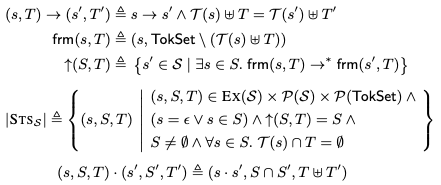 (s, T) → (s′, T′) ≜ s → s′ ∧ 𝒯(s) ⊎ T = 𝒯(s′) ⊎ T′
frm(s, T) ≜ (s, TokSet \ (𝒯(s) ⊎ T))
↑(S, T) ≜ {s′ ∈ 𝒮 | ∃s ∈ S. frm(s, T) →* frm(s′, T)}
|STS𝒮| ≜ {(s, S, T) | (s, S, T) ∈ EX(𝒮) × 𝒫(𝒮) × 𝒫(TokSet) ∧
(s = ϵ ∨ s ∈ S) ∧ ↑(S, T) = S ∧
S ≠ ∅ ∧ ∀s ∈ S. 𝒯(s) ∩ T = ∅}
(s, S, T) · (s′, S′, T′) ≜ (s · s′, S ∩ S′, T ⊎ T′)